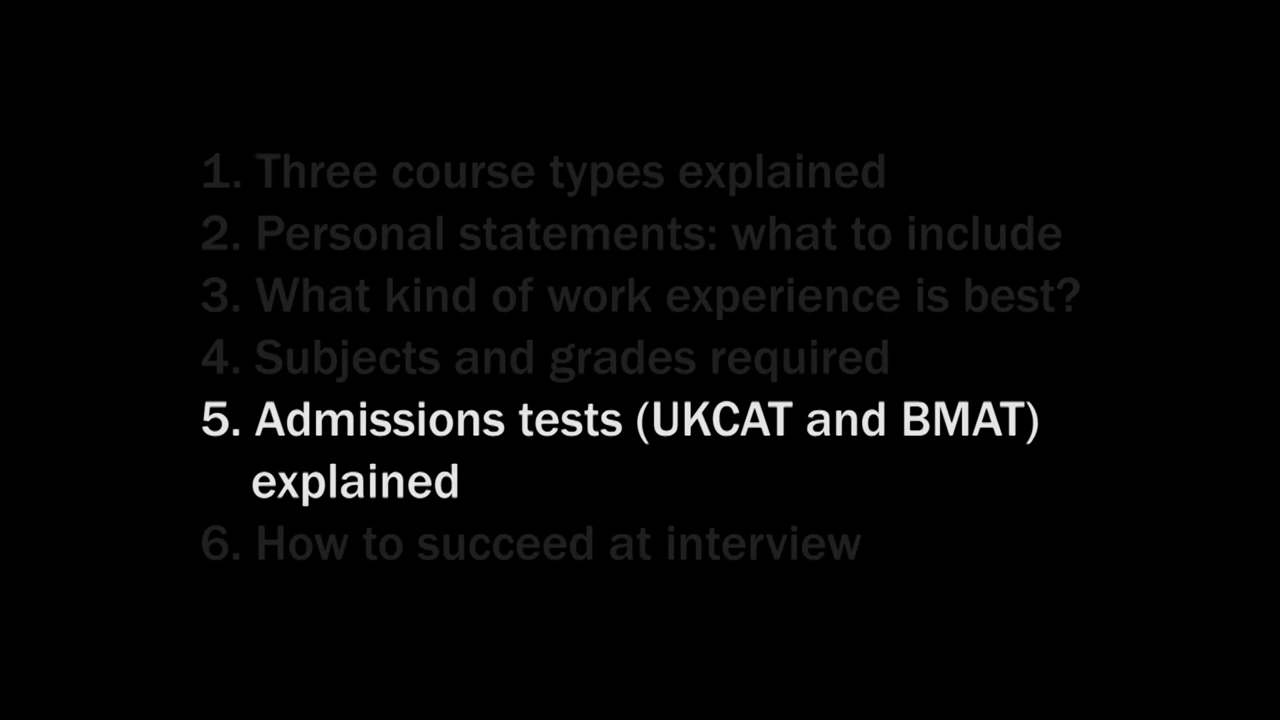 1. Three course types explained
2. Personal statements: what to include
3. What kind of work experience is best?
4. Subjects and grades required
5. Admissions tests (UKCAT and BMAT)
explained
6. How to succeed at interview